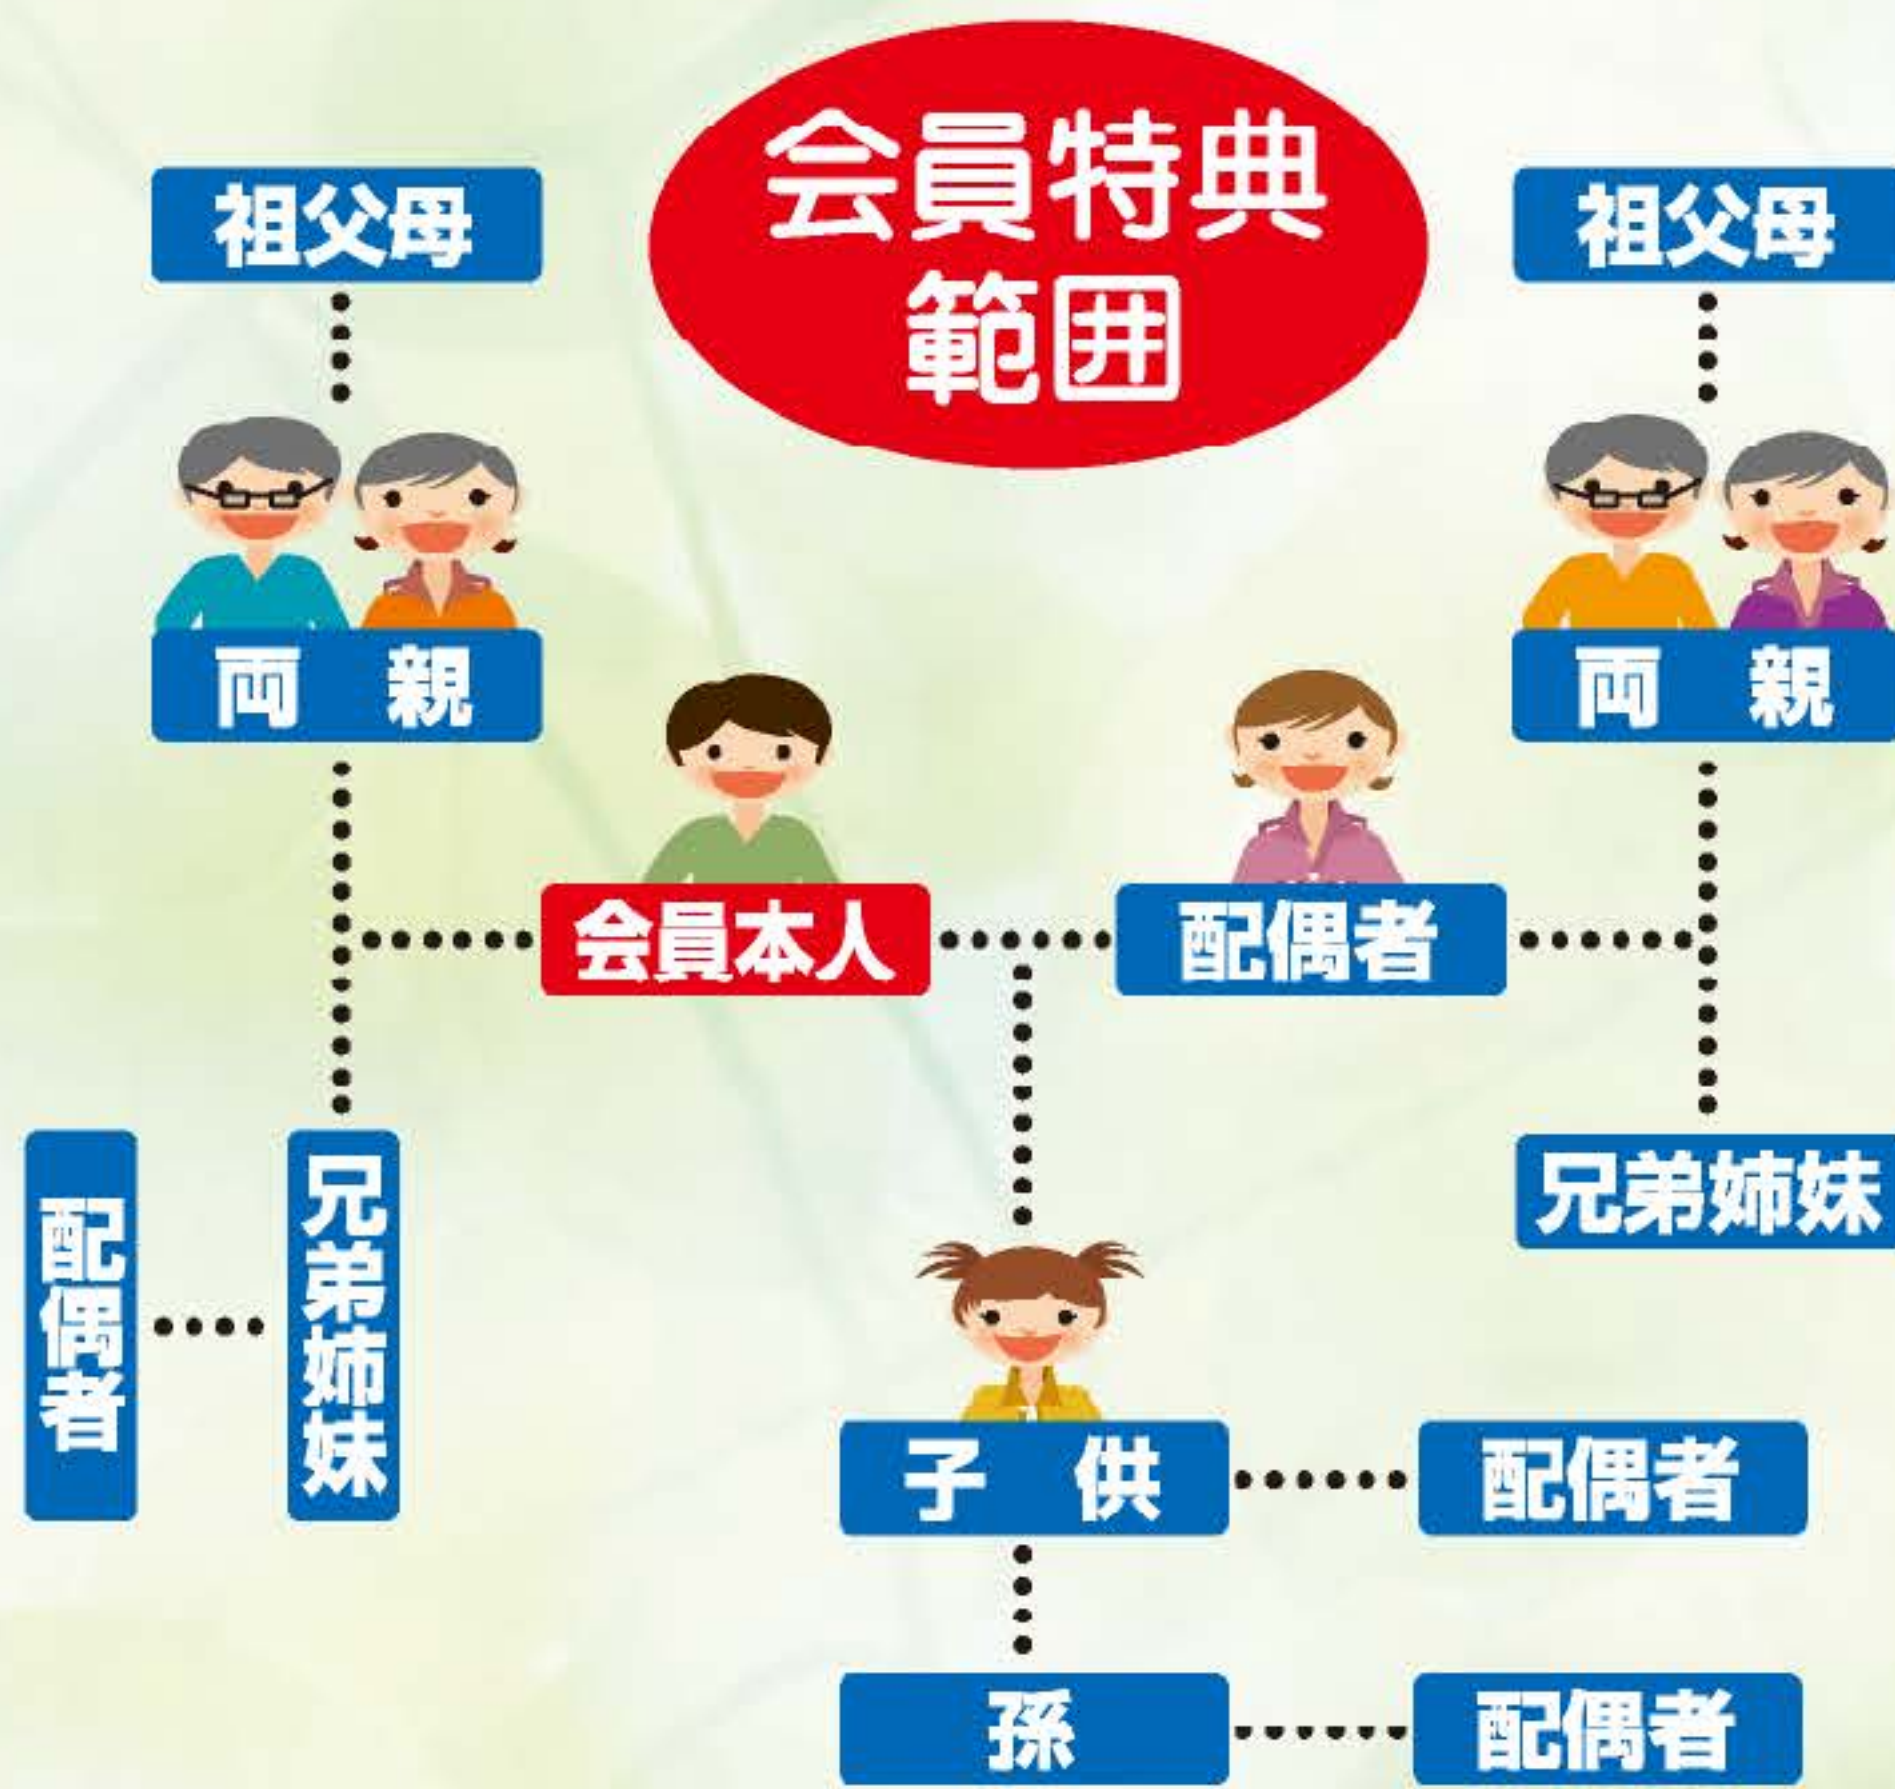 会員特典
範囲
祖父母
祖父母
両 親
両 親
会員本人
配偶者
配偶者
兄弟姉妹
兄弟姉妹
子 供
配偶者
孫
配偶者